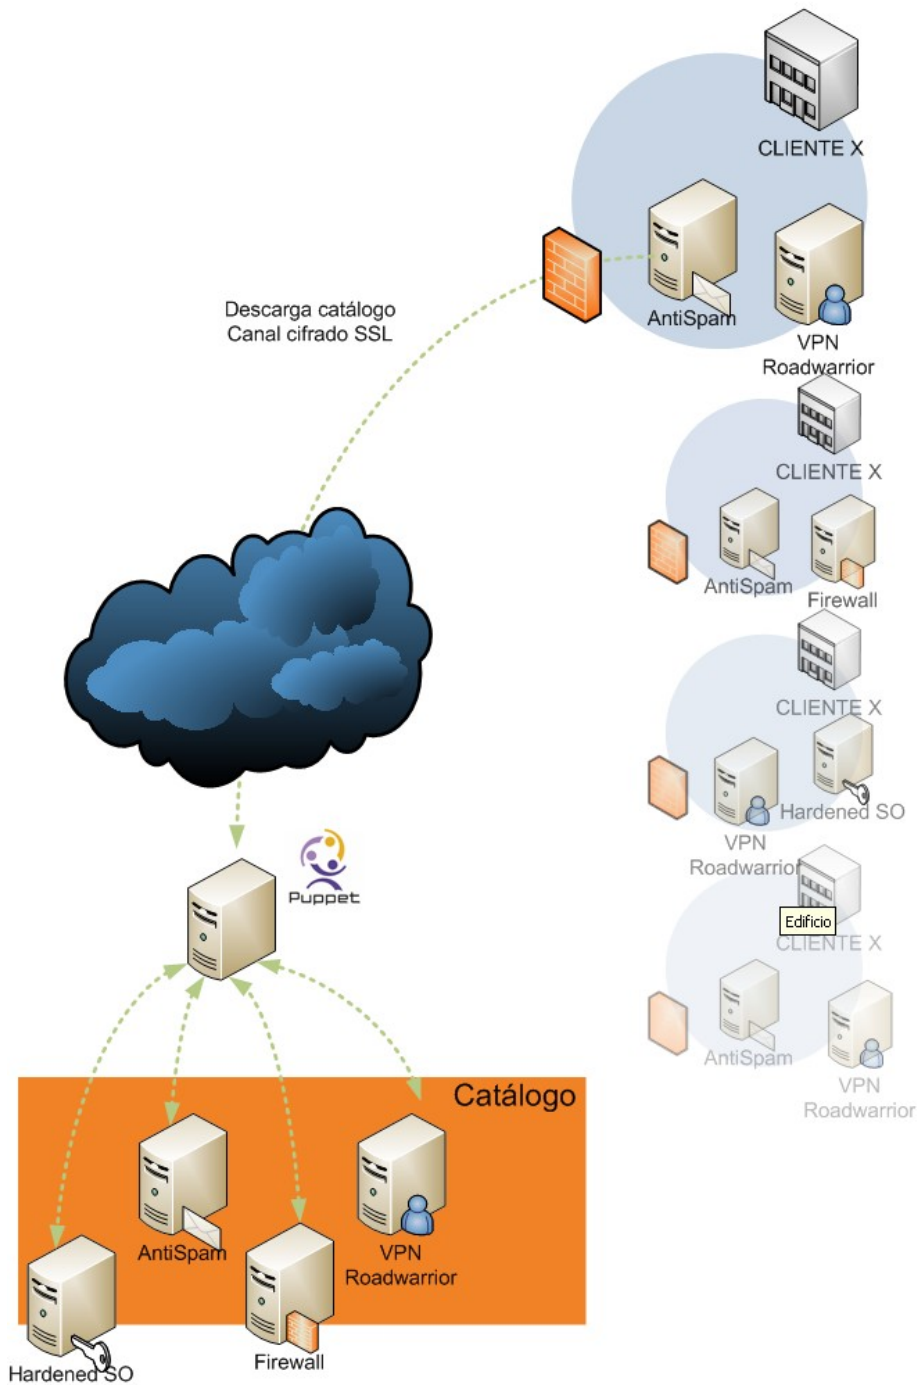 CLIENTE X
AntiSpam
VPN
Roadwarrior
Descarga catálogo
Canal cifrado SSL
CLIENTE X
AntiSpam
Firewall
CLIENTE X
Hardened SO
VPN
Roadwarrior
Puppet
Edificio
CLIENTE X
AntiSpam
VPN
Roadwarrior
Catálogo
AntiSpam
VPN
Roadwarrior
Firewall
Hardened SO